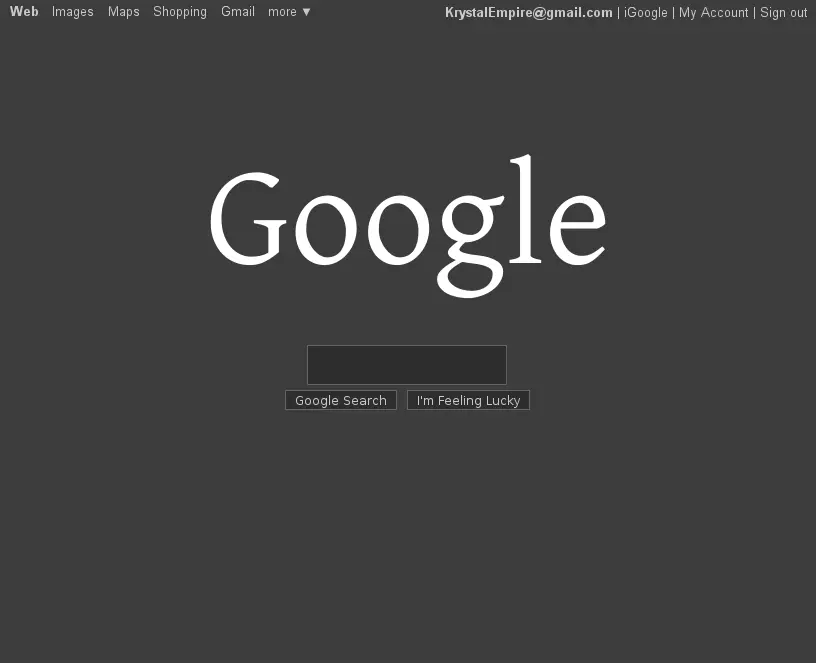 Web Images Maps Shopping Gmail more ▼ KrystalEmpire@gmail.com | iGoogle | My Account | Sign out
Google
Google Search I'm Feeling Lucky